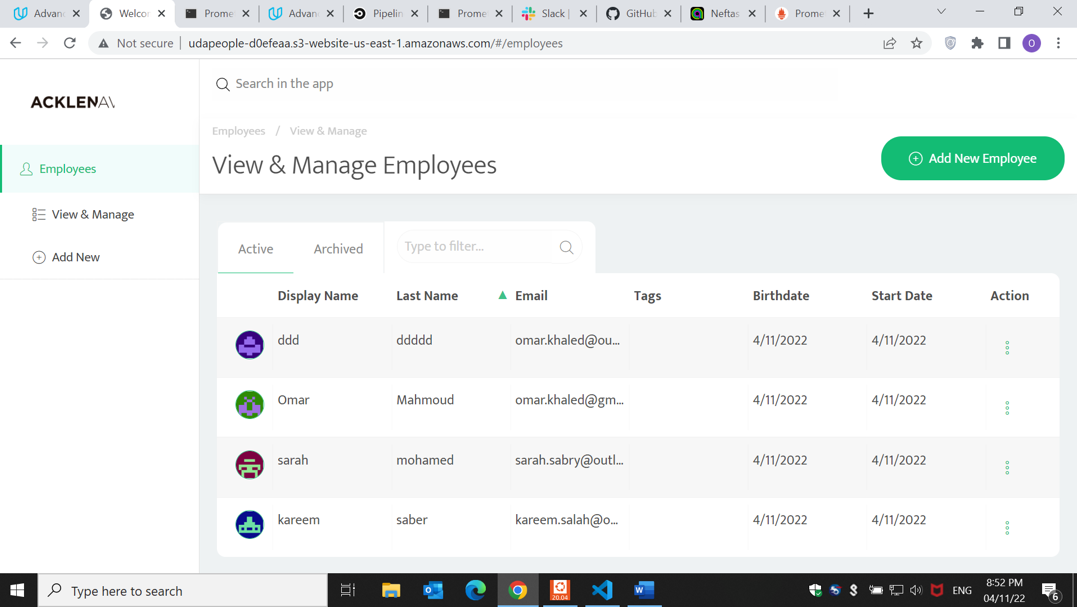 Advanc
Welcom
Prome
Advanc
Pipelin
Prome
Slack |
GitHub
Neftas
Prome
Not secure | udapeople-d0efeaa.s3-website-us-east-1.amazonaws.com/#/employees
O
ACKLENAV
Search in the app
Employees / View & Manage
View & Manage Employees
Add New Employee
Employees
View & Manage
Add New
Active Archived Type to filter...
Display Name Last Name Email Tags Birthdate Start Date Action
ddd ddddd omar.khaled@ou... 4/11/2022 4/11/2022
Omar Mahmoud omar.khaled@gm... 4/11/2022 4/11/2022
sarah mohamed sarah.sabry@outl... 4/11/2022 4/11/2022
kareem saber kareem.salah@o... 4/11/2022 4/11/2022
Type here to search
20.04
ENG
8:52 PM
04/11/22
6